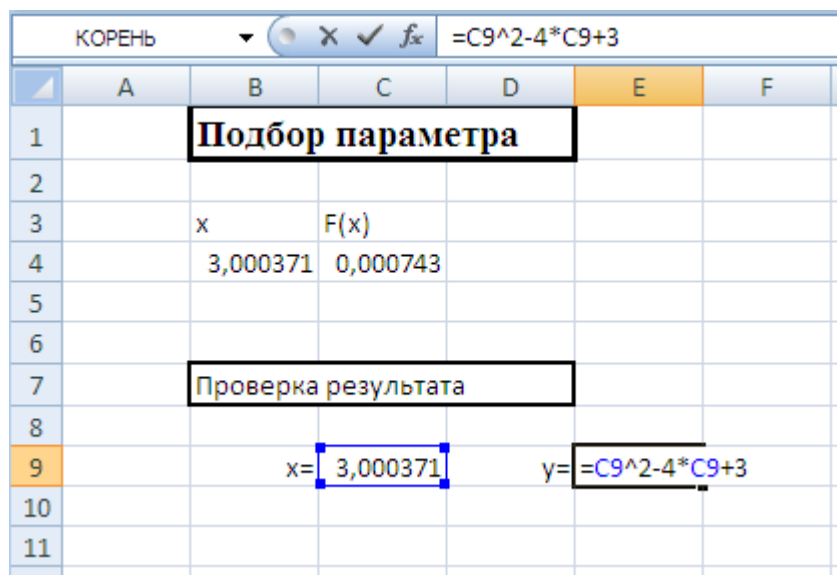 КОРЕНЬ fx =C9^2-4*C9+3
A B C D E F
1 Подбор параметра
2
3 x F(x)
4 3,000371 0,000743
5
6
7 Проверка результата
8
9 x= 3,000371 y= =C9^2-4*C9+3
10
11